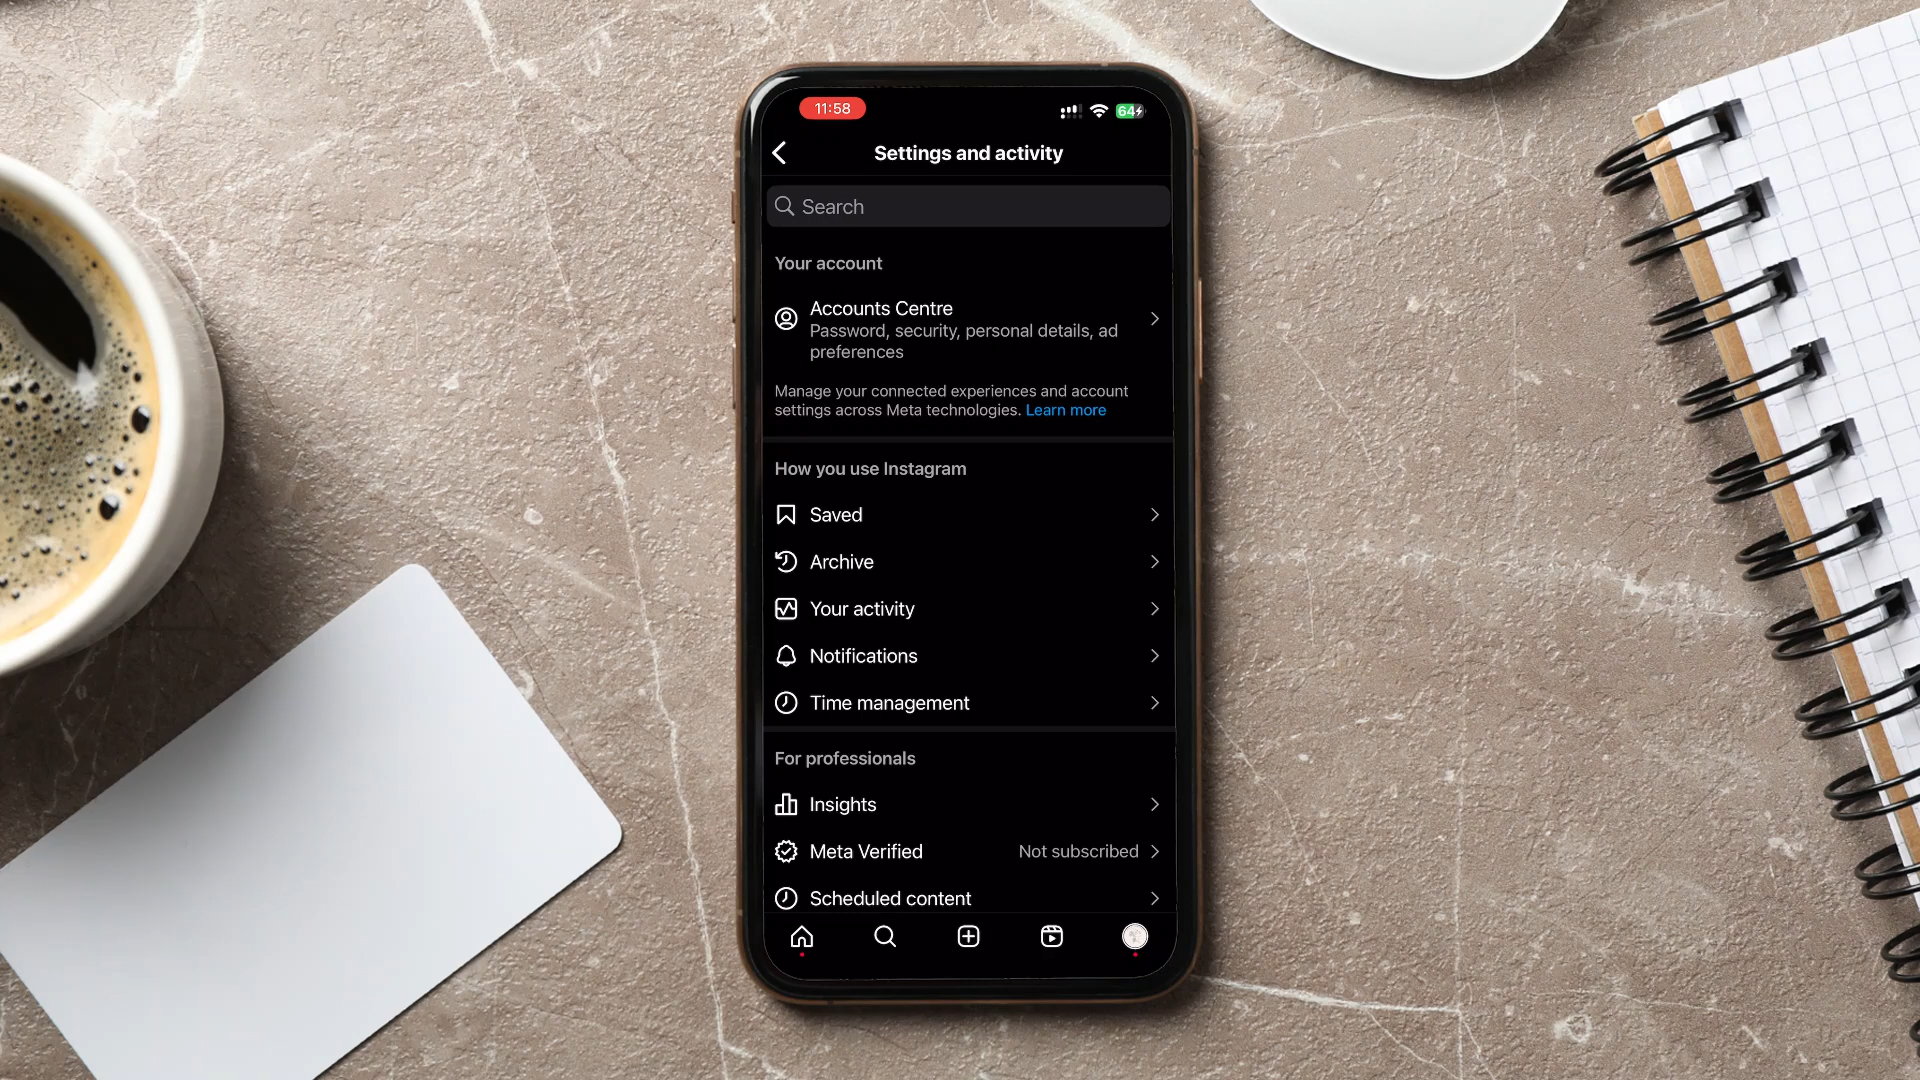 11:58
64
Settings and activity
Search
Your account
Accounts Centre
Password, security, personal details, ad
preferences
Manage your connected experiences and account
settings across Meta technologies. Learn more
How you use Instagram
Saved
Archive
Your activity
Notifications
Time management
For professionals
Insights
Meta Verified Not subscribed
Scheduled content